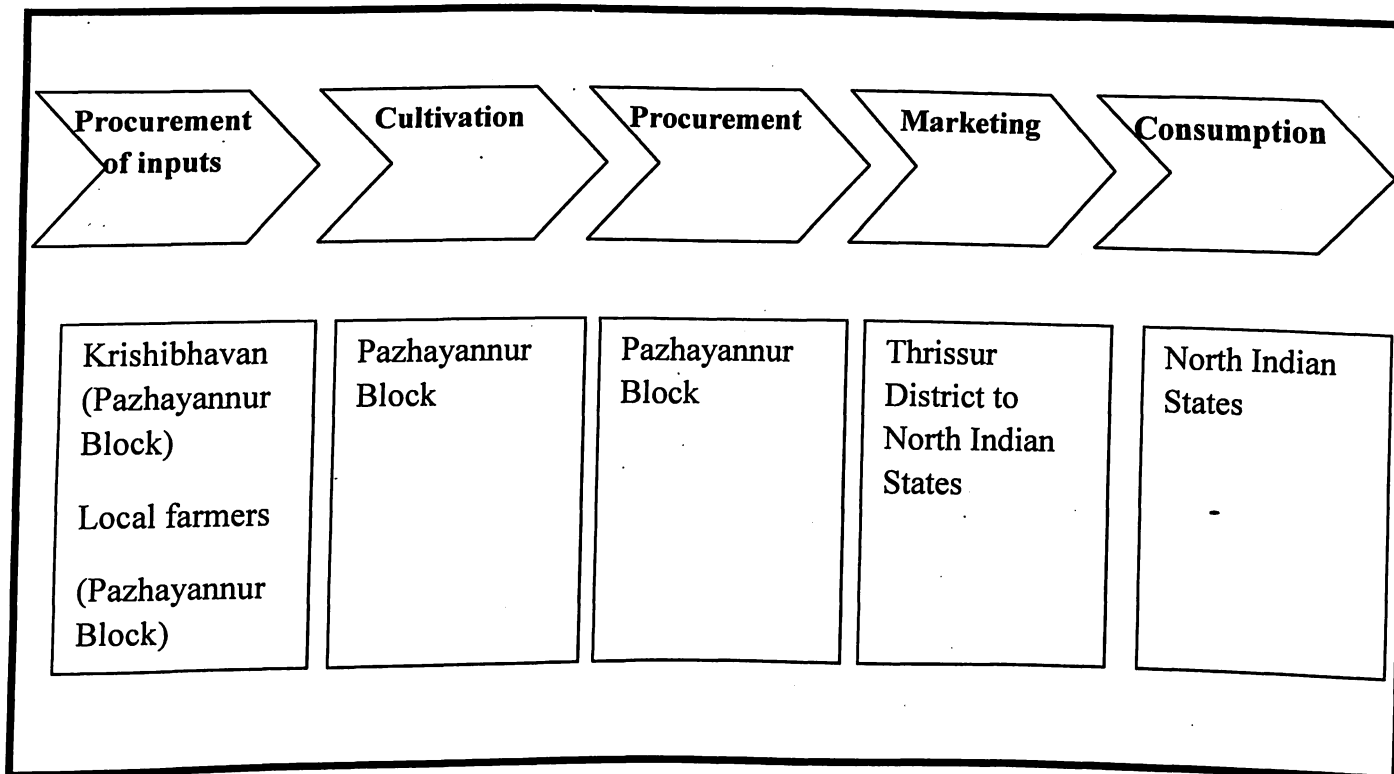 Procurement
of inputs
Cultivation
Procurement
Marketing
Consumption
Krishibhavan
(Pazhayannur
Block)
Local farmers
(Pazhayannur
Block)
Pazhayannur
Block
Pazhayannur
Block
Thrissur
District to
North Indian
States
North Indian
States